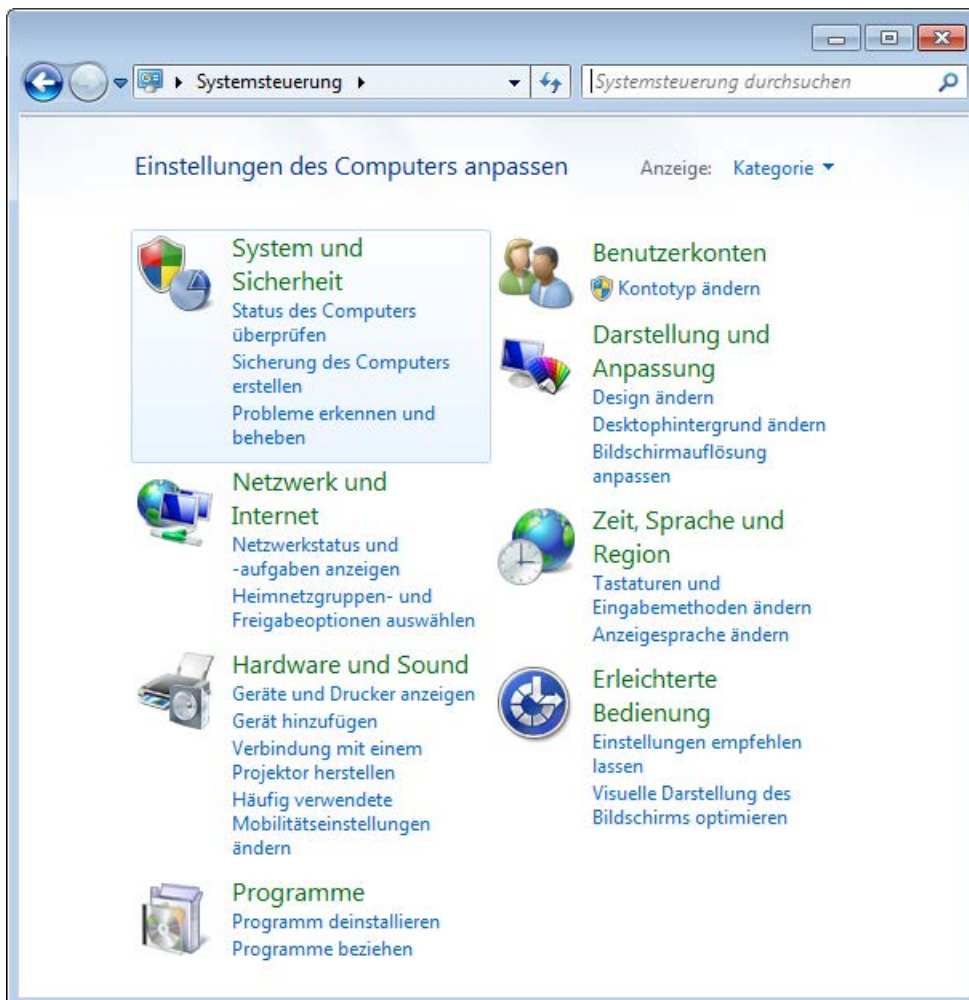 Systemsteuerung
Systemsteuerung durchsuchen
Einstellungen des Computers anpassen
Anzeige: Kategorie
System und
Sicherheit
Status des Computers
überprüfen
Sicherung des Computers
erstellen
Probleme erkennen und
beheben
Netzwerk und
Internet
Netzwerkstatus und
-aufgaben anzeigen
Heimnetzgruppen- und
Freigabeoptionen auswählen
Hardware und Sound
Geräte und Drucker anzeigen
Gerät hinzufügen
Verbindung mit einem
Projektor herstellen
Häufig verwendete
Mobilitätseinstellungen
ändern
Programme
Programm deinstallieren
Programme beziehen
Benutzerkonten
Kontotyp ändern
Darstellung und
Anpassung
Design ändern
Desktophintergrund ändern
Bildschirmauflösung
anpassen
Zeit, Sprache und
Region
Tastaturen und
Eingabemethoden ändern
Anzeigesprache ändern
Erleichterte
Bedienung
Einstellungen empfehlen
lassen
Visuelle Darstellung des
Bildschirms optimieren